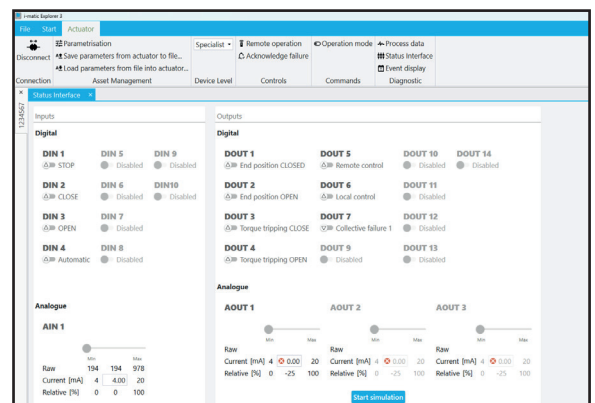 i-matic Explorer 3
File Start Actuator
Disconnect
Parametrisation
Save parameters from actuator to file...
Load parameters from file into actuator...
Specialist
Remote operation
Acknowledge failure
Operation mode
Process data
Status Interface
Event display
Connection Asset Management Device Level Controls Commands Diagnostic
× Status Interface ×
1234567
Inputs
Digital
DIN 1 DIN 5 DIN 9
STOP Disabled Disabled
DIN 2 DIN 6 DIN10
CLOSE Disabled Disabled
DIN 3 DIN 7
OPEN Disabled
DIN 4 DIN 8
Automatic Disabled
Analogue
AIN 1
Min Max
Raw 194 194 978
Current [mA] 4 4.00 20
Relative [%] 0 0 100
Outputs
Digital
DOUT 1 DOUT 5 DOUT 10 DOUT 14
End position CLOSED Remote control Disabled Disabled
DOUT 2 DOUT 6 DOUT 11
End position OPEN Local control Disabled
DOUT 3 DOUT 7 DOUT 12
Torque tripping CLOSE Collective failure 1 Disabled
DOUT 4 DOUT 9 DOUT 13
Torque tripping OPEN Disabled Disabled
Analogue
AOUT 1 AOUT 2 AOUT 3
Min Max Min Max Min Max
Raw Raw Raw
Current [mA] 4 0.00 20 Current [mA] 4 0.00 20 Current [mA] 4 0.00 20
Relative [%] 0 -25 100 Relative [%] 0 -25 100 Relative [%] 0 -25 100
Start simulation